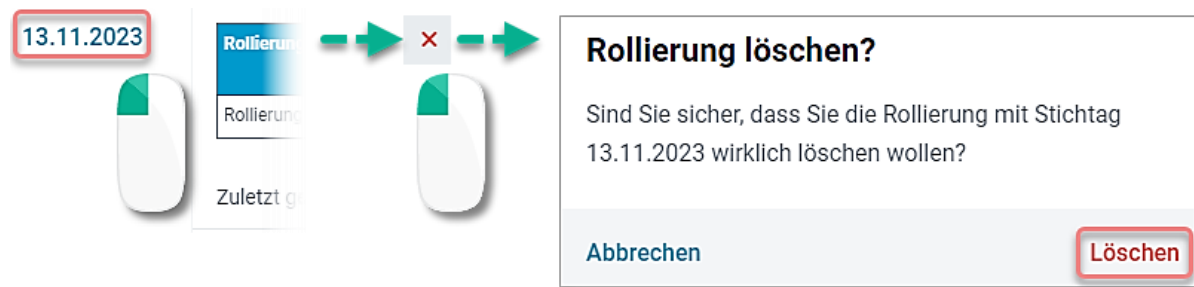 13.11.2023
Rollierung
Rollierung
Zuletzt
Rollierung löschen?
Sind Sie sicher, dass Sie die Rollierung mit Stichtag
13.11.2023 wirklich löschen wollen?
Abbrechen
Löschen